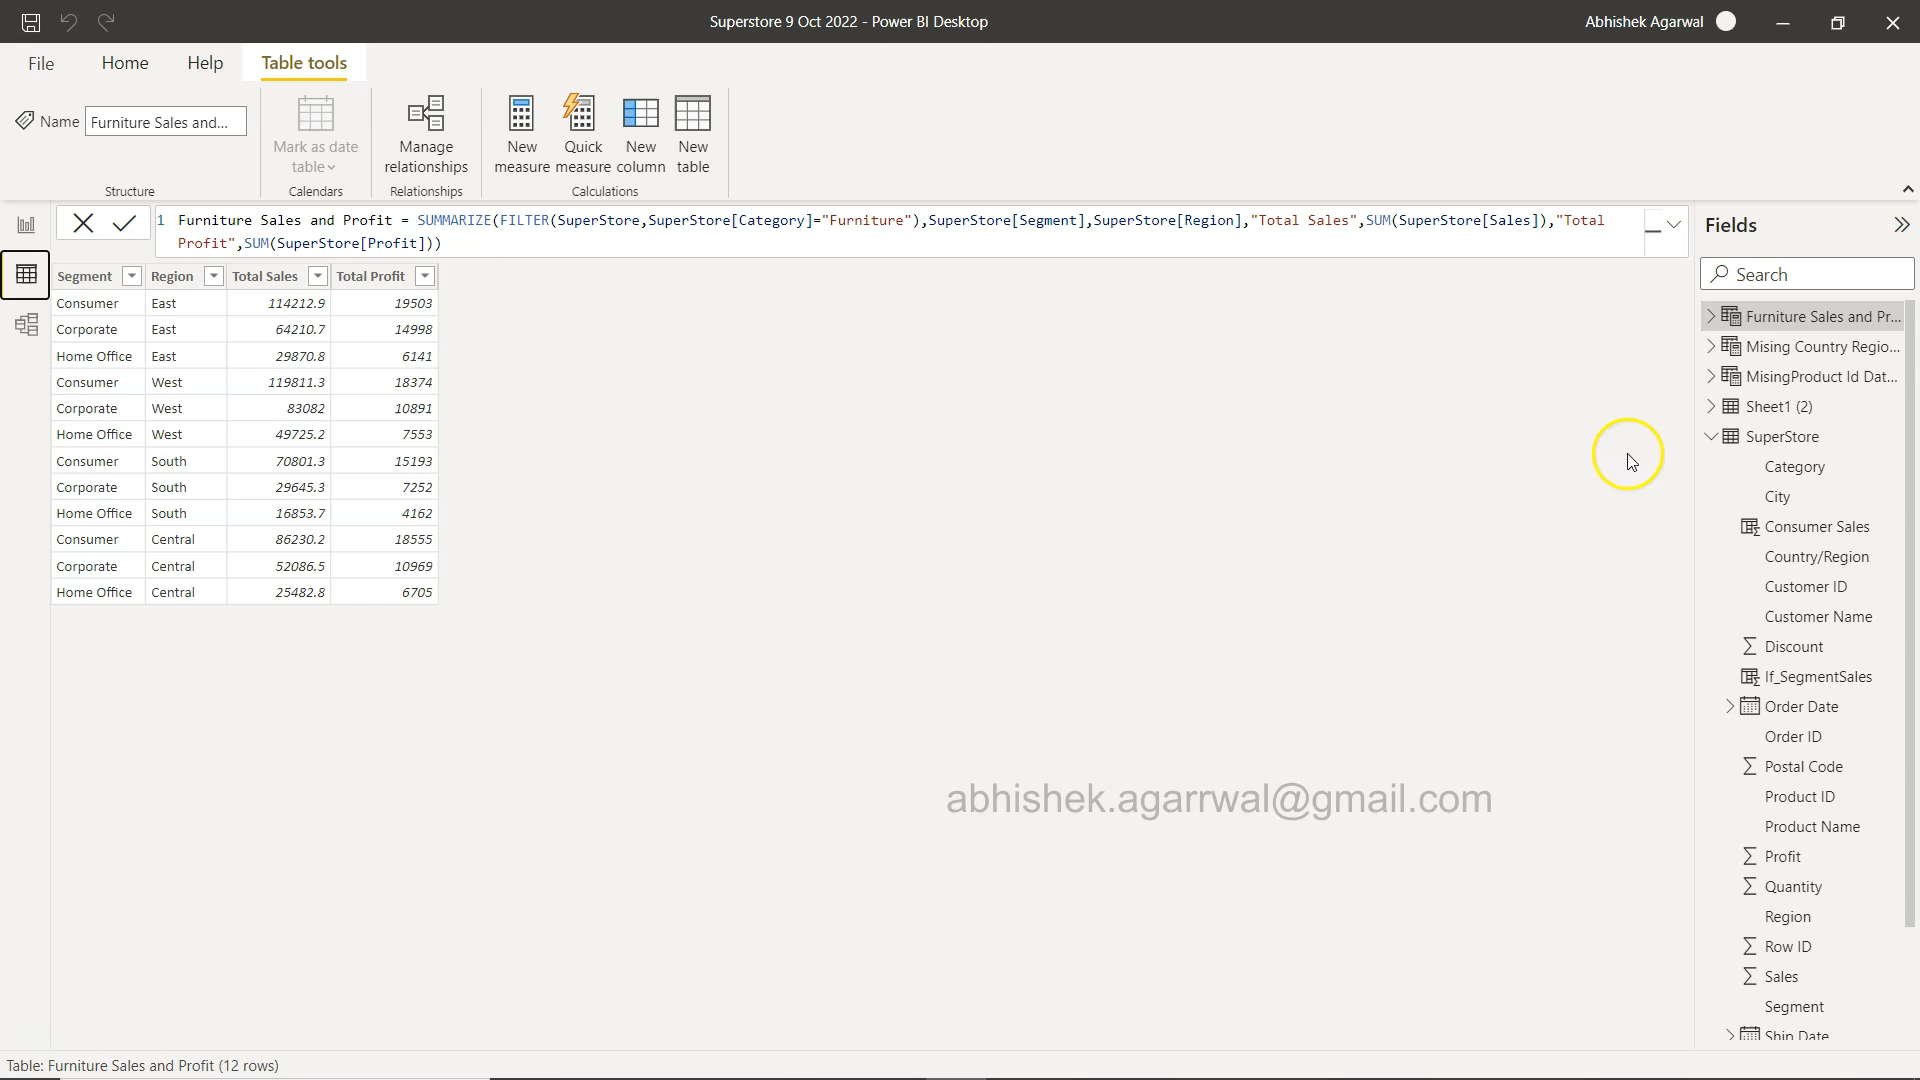 Superstore 9 Oct 2022 - Power BI Desktop
Abhishek Agarwal
File
Home
Help
Table tools
Name
Furniture Sales and...
Mark as date
table
Manage
relationships
New
measure
Quick
measure
New
column
New
table
Structure
Calendars
Relationships
Calculations
1 Furniture Sales and Profit = SUMMARIZE(FILTER(SuperStore,SuperStore[Category]="Furniture"),SuperStore[Segment],SuperStore[Region],"Total Sales",SUM(SuperStore[Sales]),"Total
Profit",SUM(SuperStore[Profit]))
Segment Region Total Sales Total Profit
Consumer East 114212.9 19503
Corporate East 64210.7 14998
Home Office East 29870.8 6141
Consumer West 119811.3 18374
Corporate West 83082 10891
Home Office West 49725.2 7553
Consumer South 70801.3 15193
Corporate South 29645.3 7252
Home Office South 16853.7 4162
Consumer Central 86230.2 18555
Corporate Central 52086.5 10969
Home Office Central 25482.8 6705
abhishek.agarrwal@gmail.com
Fields
Search
Furniture Sales and Pr...
Mising Country Regio...
MisingProduct Id Dat...
Sheet1 (2)
SuperStore
Category
City
Consumer Sales
Country/Region
Customer ID
Customer Name
Discount
If_SegmentSales
Order Date
Order ID
Postal Code
Product ID
Product Name
Profit
Quantity
Region
Row ID
Sales
Segment
Ship Date
Table: Furniture Sales and Profit (12 rows)